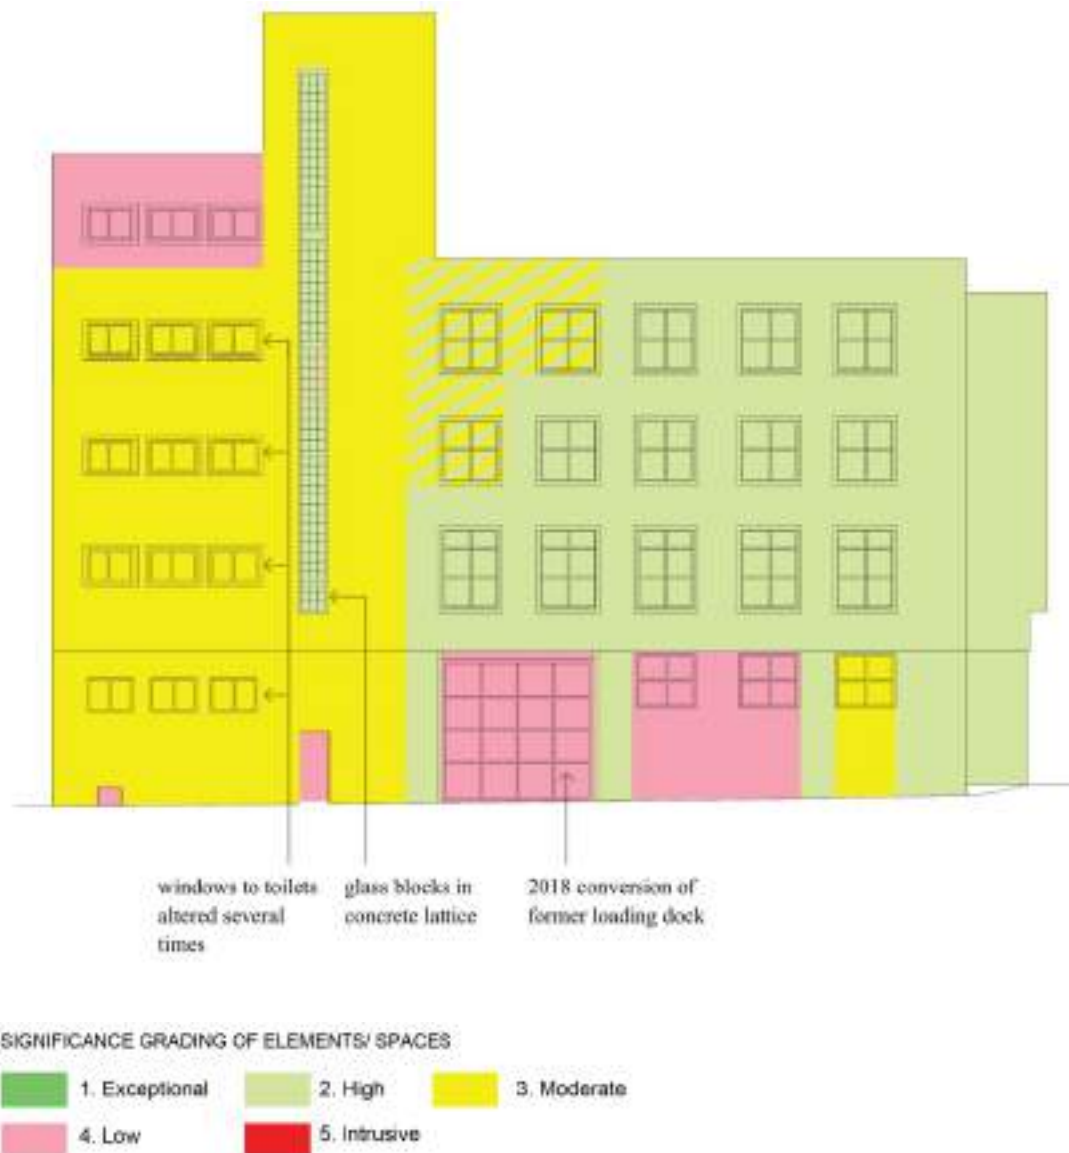 windows to toilets
altered several
times
glass blocks in
concrete lattice
2018 conversion of
former loading dock
SIGNIFICANCE GRADING OF ELEMENTS/ SPACES
1. Exceptional
2. High
3. Moderate
4. Low
5. Intrusive